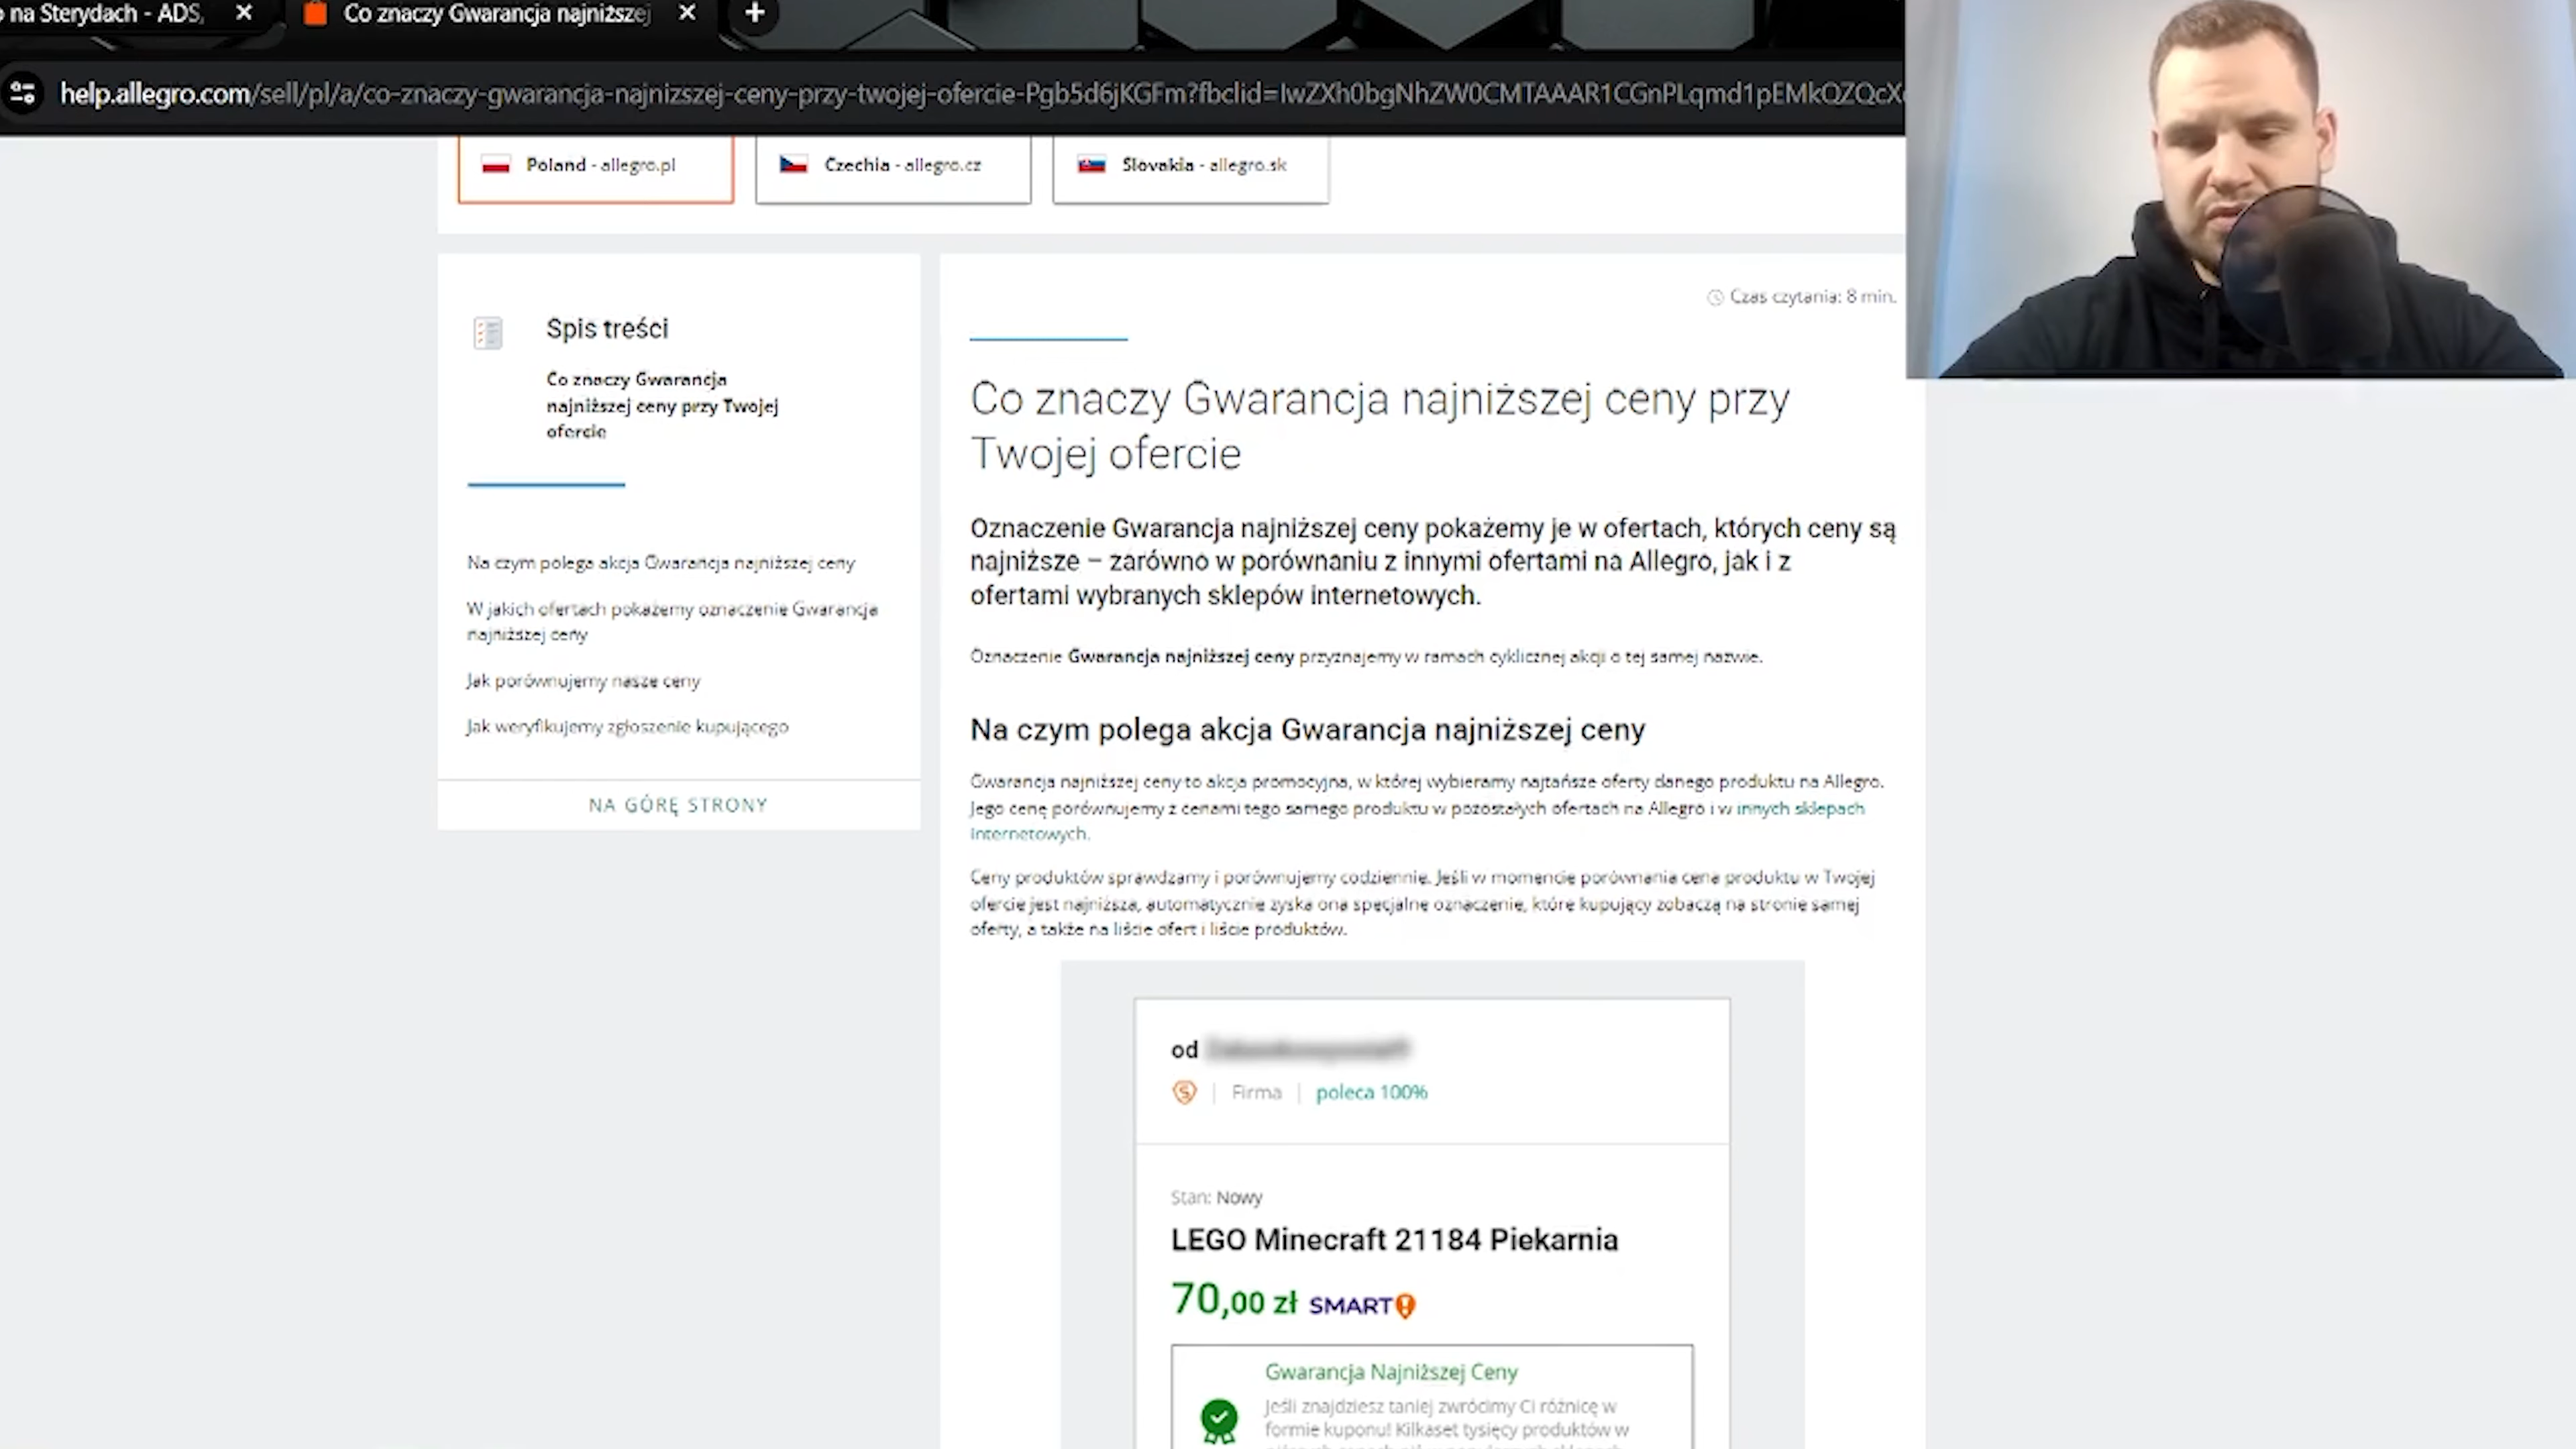 na Sterydach - ADS,
Co znaczy Gwarancja najniższej
help.allegro.com/sell/pl/a/co-znaczy-gwarancja-najnizszej-ceny-przy-twojej-ofercie-Pgb5d6jKGFm?fbclid=IwZXh0bgNhZW0CMTAAAR1CGnPLqmd1pEMkQZQcX
Poland - allegro.pl
Czechia - allegro.cz
Slovakia - allegro.sk
Spis treści
Co znaczy Gwarancja
najniższej ceny przy Twojej
ofercie
Na czym polega akcja Gwarancja najniższej ceny
W jakich ofertach pokażemy oznaczenie Gwarancja
najniższej ceny
Jak porównujemy nasze ceny
Jak weryfikujemy zgłoszenie kupującego
NA GÓRĘ STRONY
Czas czytania: 8 min.
Co znaczy Gwarancja najniższej ceny przy
Twojej ofercie
Oznaczenie Gwarancja najniższej ceny pokażemy je w ofertach, których ceny są
najniższe – zarówno w porównaniu z innymi ofertami na Allegro, jak i z
ofertami wybranych sklepów internetowych.
Oznaczenie Gwarancja najniższej ceny przyznajemy w ramach cyklicznej akcji o tej samej nazwie.
Na czym polega akcja Gwarancja najniższej ceny
Gwarancja najniższej ceny to akcja promocyjna, w której wybieramy najtańsze oferty danego produktu na Allegro.
Jego cenę porównujemy z cenami tego samego produktu w pozostałych ofertach na Allegro i w innych sklepach
internetowych.
Ceny produktów sprawdzamy i porównujemy codziennie. Jeśli w momencie porównania cena produktu w Twojej
ofercie jest najniższa, automatycznie zyska ona specjalne oznaczenie, które kupujący zobaczą na stronie samej
oferty, a także na liście ofert i liście produktów.
od
Firma | poleca 100%
Stan: Nowy
LEGO Minecraft 21184 Piekarnia
70,00 zł SMART!
Gwarancja Najniższej Ceny
Jeśli znajdziesz taniej zwrócimy Ci różnicę w
formie kuponu! Kilkaset tysięcy produktów w